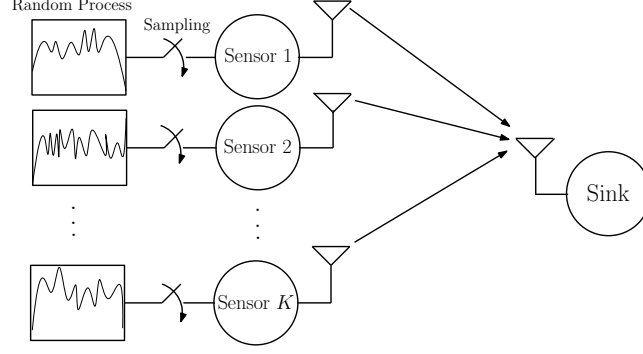 Random Process
Sampling
Sensor 1
Sensor 2
Sink
Sensor K